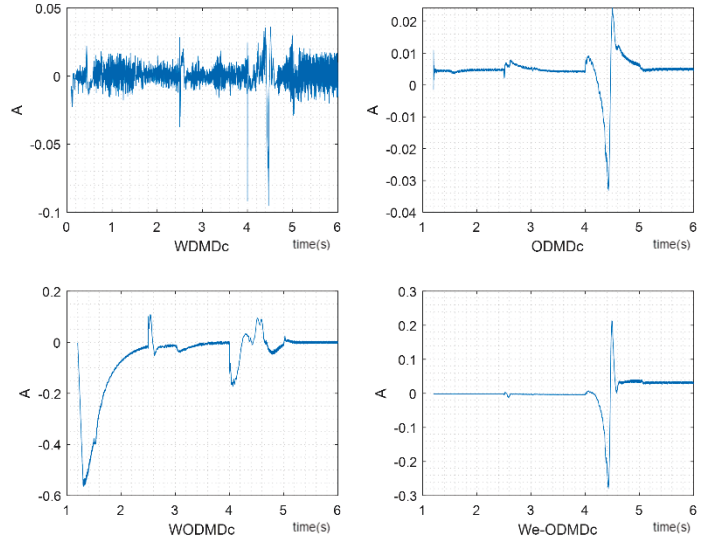 0.05
0
-0.05
-0.1
A
0 1 2 3 4 5 6
WDMDc time(s)
0.02
0.01
0
-0.01
-0.02
-0.03
-0.04
A
1 2 3 4 5 6
ODMDc time(s)
0.2
0
-0.2
-0.4
-0.6
A
1 2 3 4 5 6
WODMDc time(s)
0.3
0.2
0.1
0
-0.1
-0.2
-0.3
A
1 2 3 4 5 6
We-ODMDc time(s)